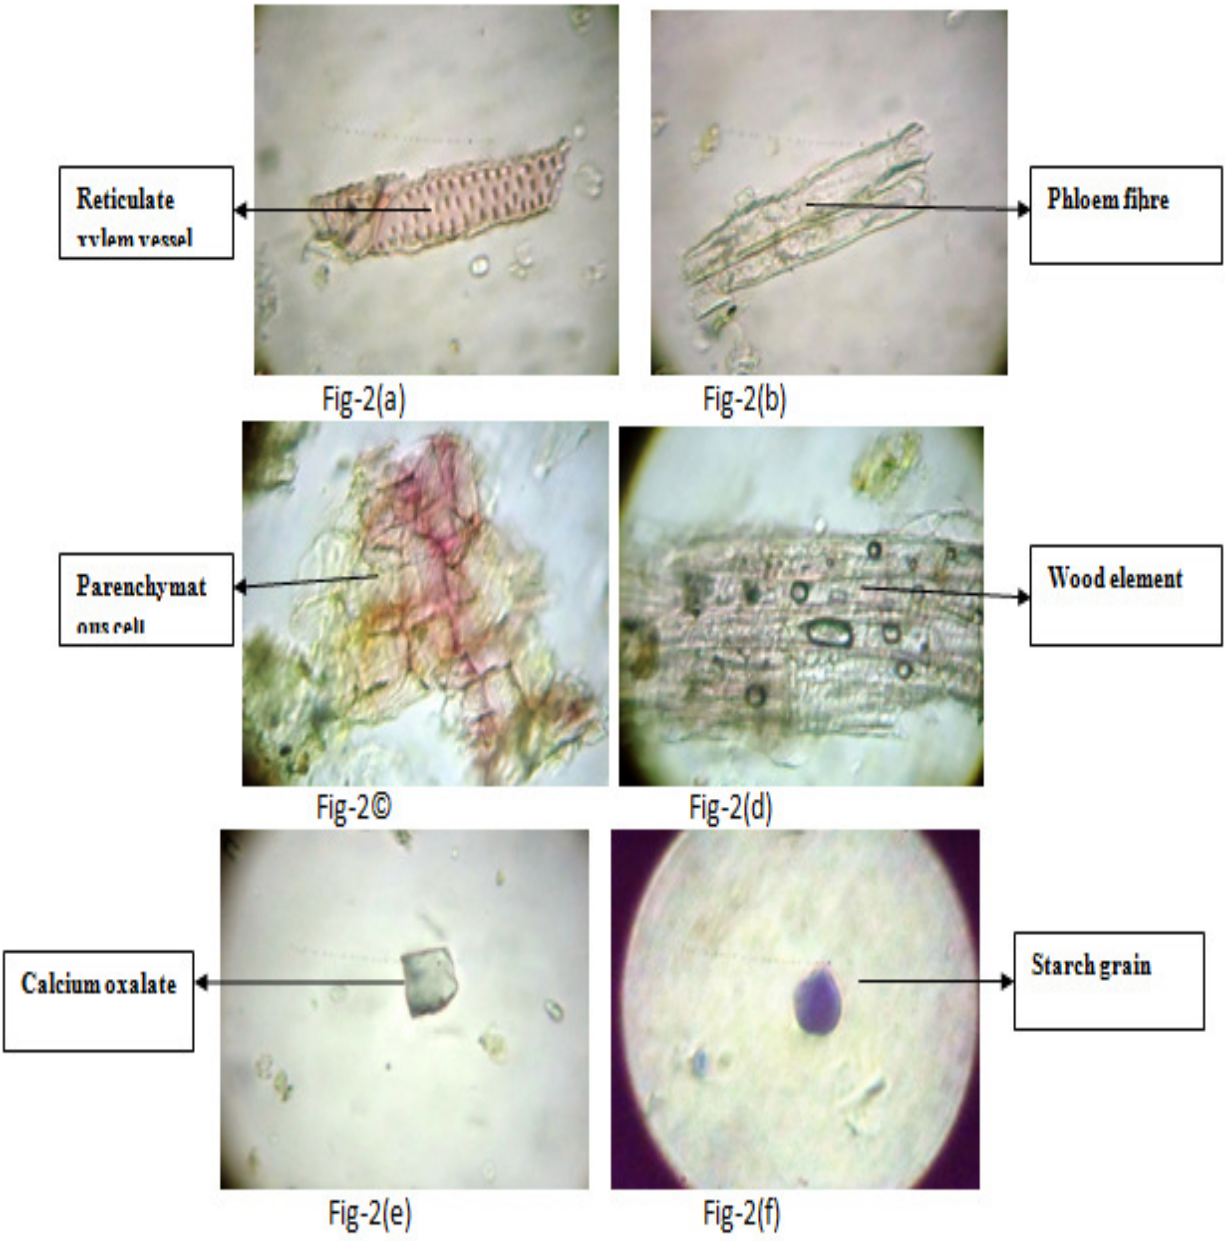 Reticulate
xylem vessel
Phloem fibre
Fig-2(a)
Fig-2(b)
Parenchymat
ous cell
Wood element
Fig-2©
Fig-2(d)
Calcium oxalate
Starch grain
Fig-2(e)
Fig-2(f)